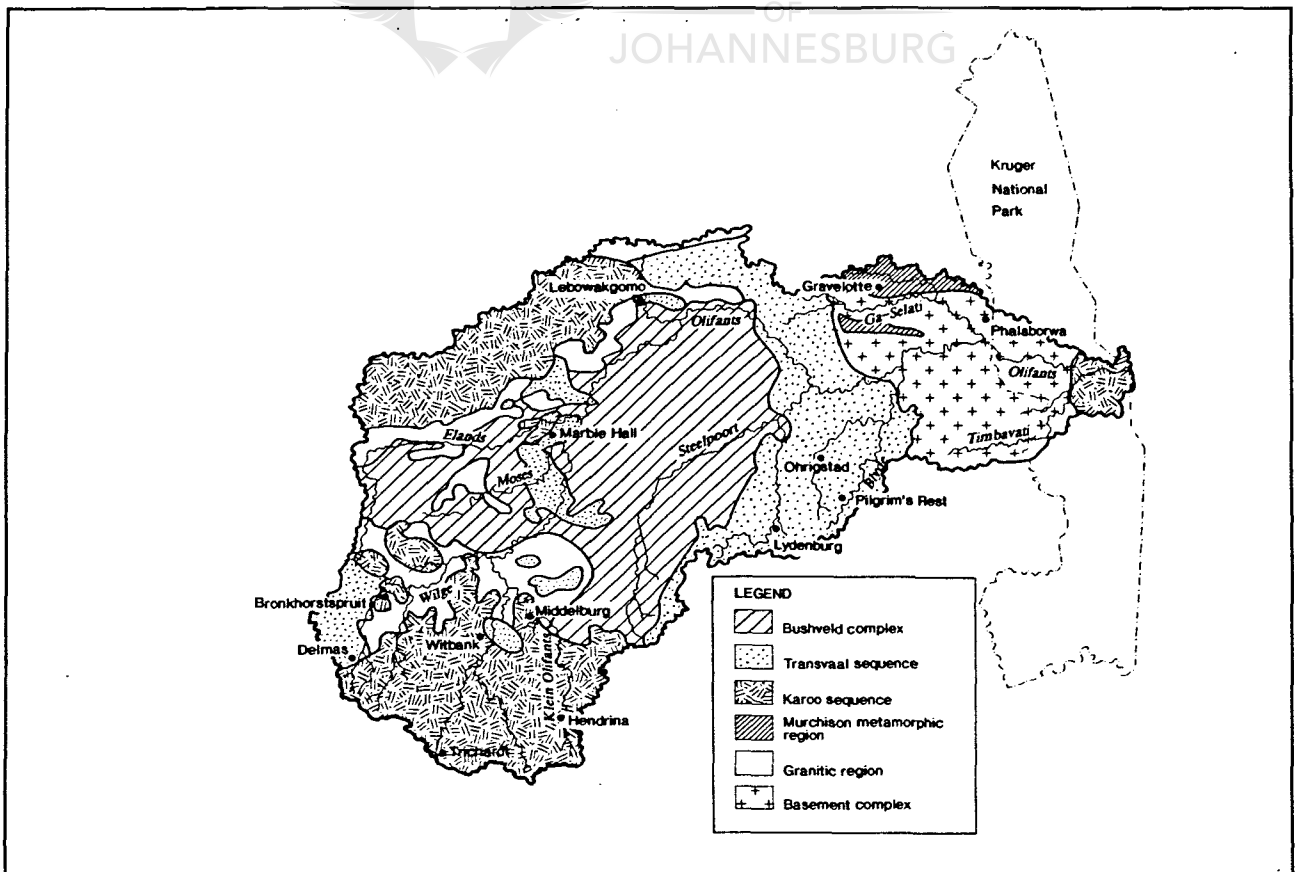 OF
JOHANNESBURG
Kruger
National
Park
Lebowakgomo
Gravelotte
Ga-Selati
Olifants
Phalaborwa
Olifants
Elands
Marble Hall
Steelpoort
Timbavati
Moses
Ohrigstad
Pilgrim's Rest
Lydenburg
Bronkhorstspruit
Wilge
Middelburg
Delmas
Witbank
Klein Olifants
Hendrina
Trichardt
LEGEND
Bushveld complex
Transvaal sequence
Karoo sequence
Murchison metamorphic
region
Granitic region
Basement complex